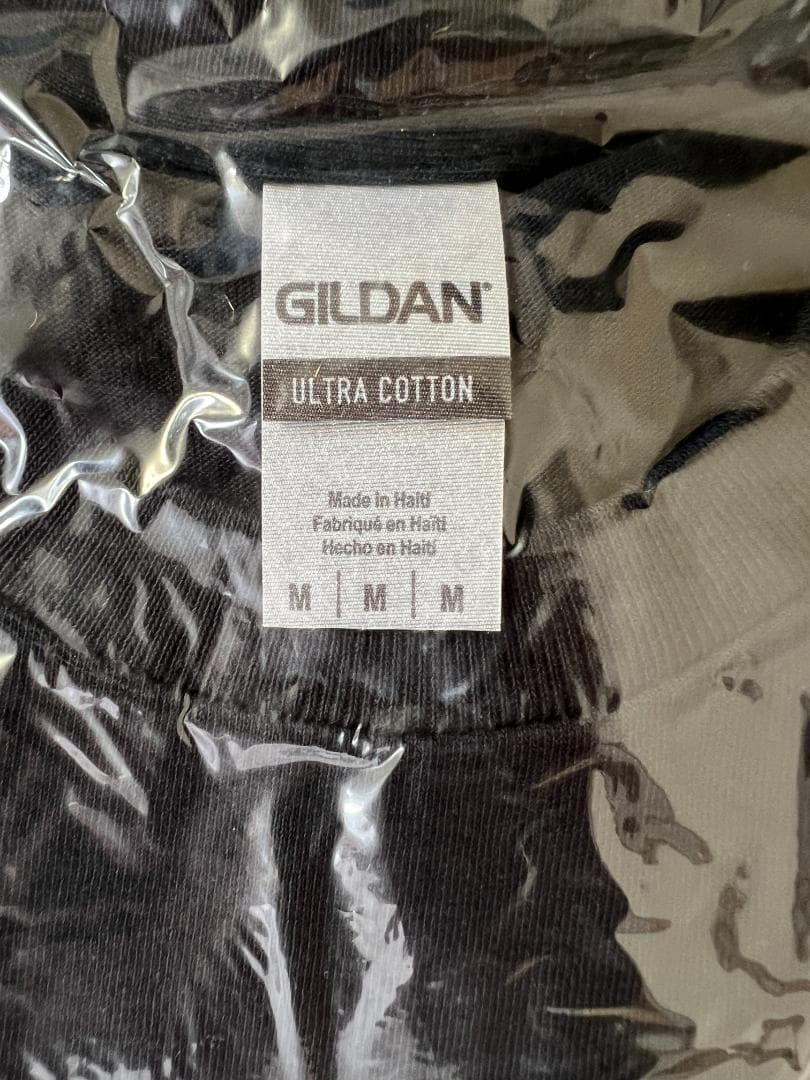 GILDAN®
ULTRA COTTON
Made in Haiti
Fabriqué en Haïti
Hecho en Haití
M | M | M